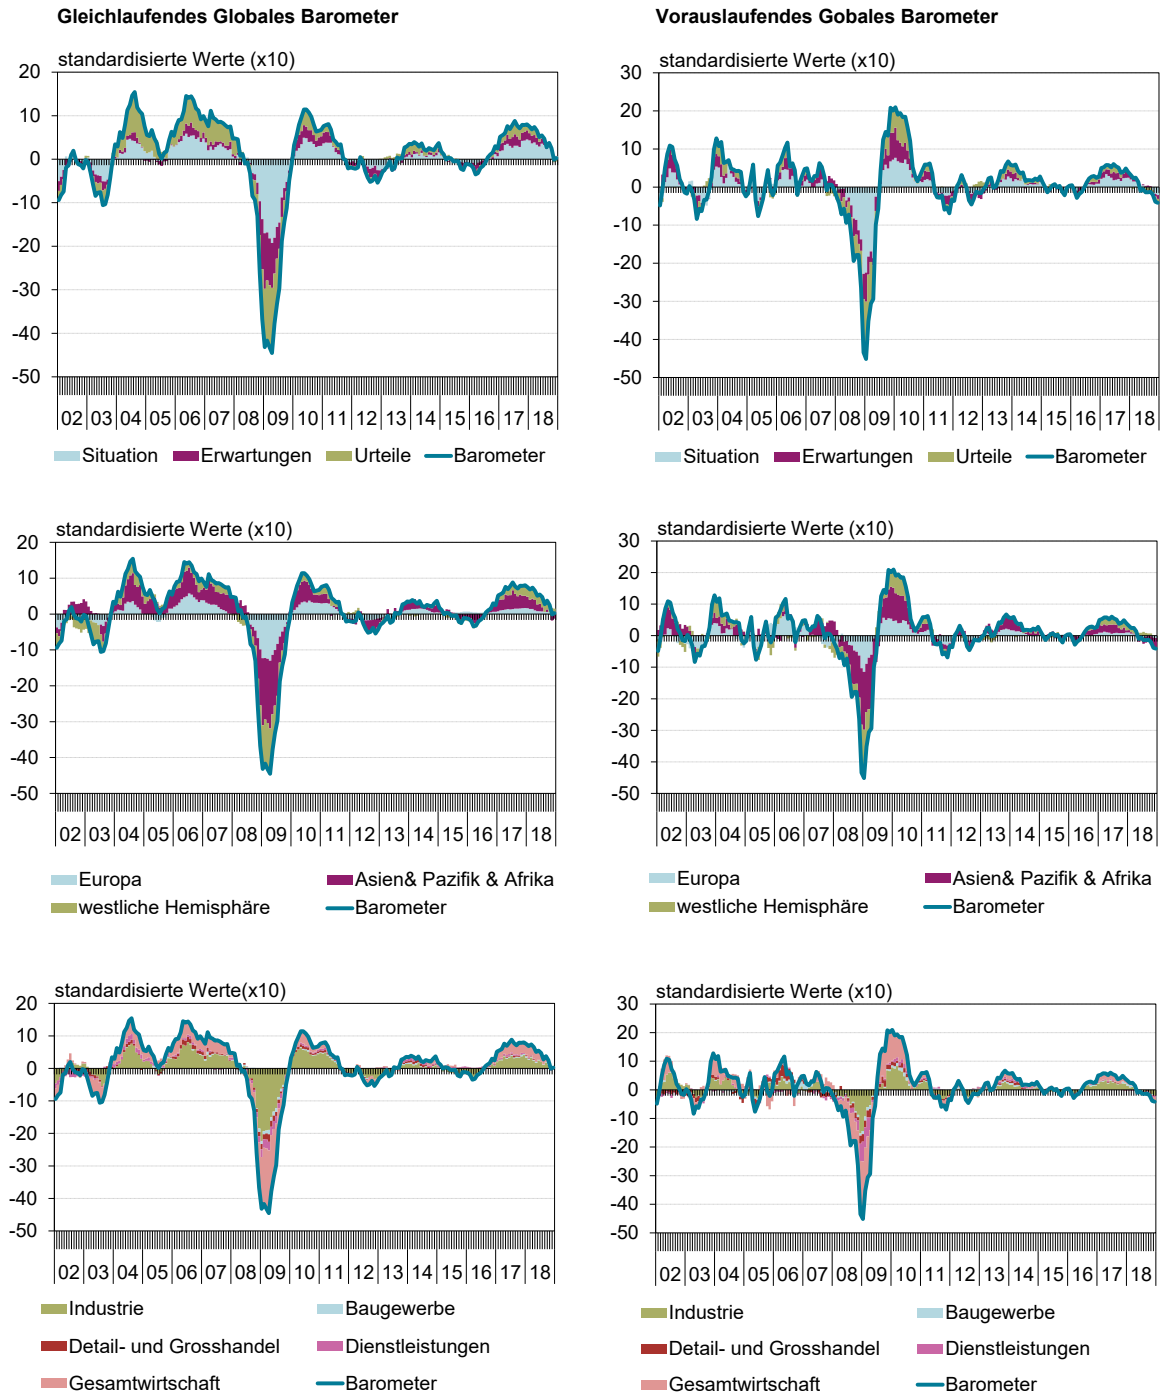 Gleichlaufendes Globales Barometer
standardisierte Werte (x10)
20
10
0
-10
-20
-30
-40
-50
02 03 04 05 06 07 08 09 10 11 12 13 14 15 16 17 18
Situation Erwartungen Urteile Barometer
Vorauslaufendes Gobales Barometer
standardisierte Werte (x10)
30
20
10
0
-10
-20
-30
-40
-50
02 03 04 05 06 07 08 09 10 11 12 13 14 15 16 17 18
Situation Erwartungen Urteile Barometer
standardisierte Werte (x10)
20
10
0
-10
-20
-30
-40
-50
02 03 04 05 06 07 08 09 10 11 12 13 14 15 16 17 18
Europa Asien& Pazifik & Afrika
westliche Hemisphäre Barometer
standardisierte Werte (x10)
30
20
10
0
-10
-20
-30
-40
-50
02 03 04 05 06 07 08 09 10 11 12 13 14 15 16 17 18
Europa Asien& Pazifik & Afrika
westliche Hemisphäre Barometer
standardisierte Werte(x10)
20
10
0
-10
-20
-30
-40
-50
02 03 04 05 06 07 08 09 10 11 12 13 14 15 16 17 18
Industrie Baugewerbe
Detail- und Grosshandel Dienstleistungen
Gesamtwirtschaft Barometer
standardisierte Werte (x10)
30
20
10
0
-10
-20
-30
-40
-50
02 03 04 05 06 07 08 09 10 11 12 13 14 15 16 17 18
Industrie Baugewerbe
Detail- und Grosshandel Dienstleistungen
Gesamtwirtschaft Barometer